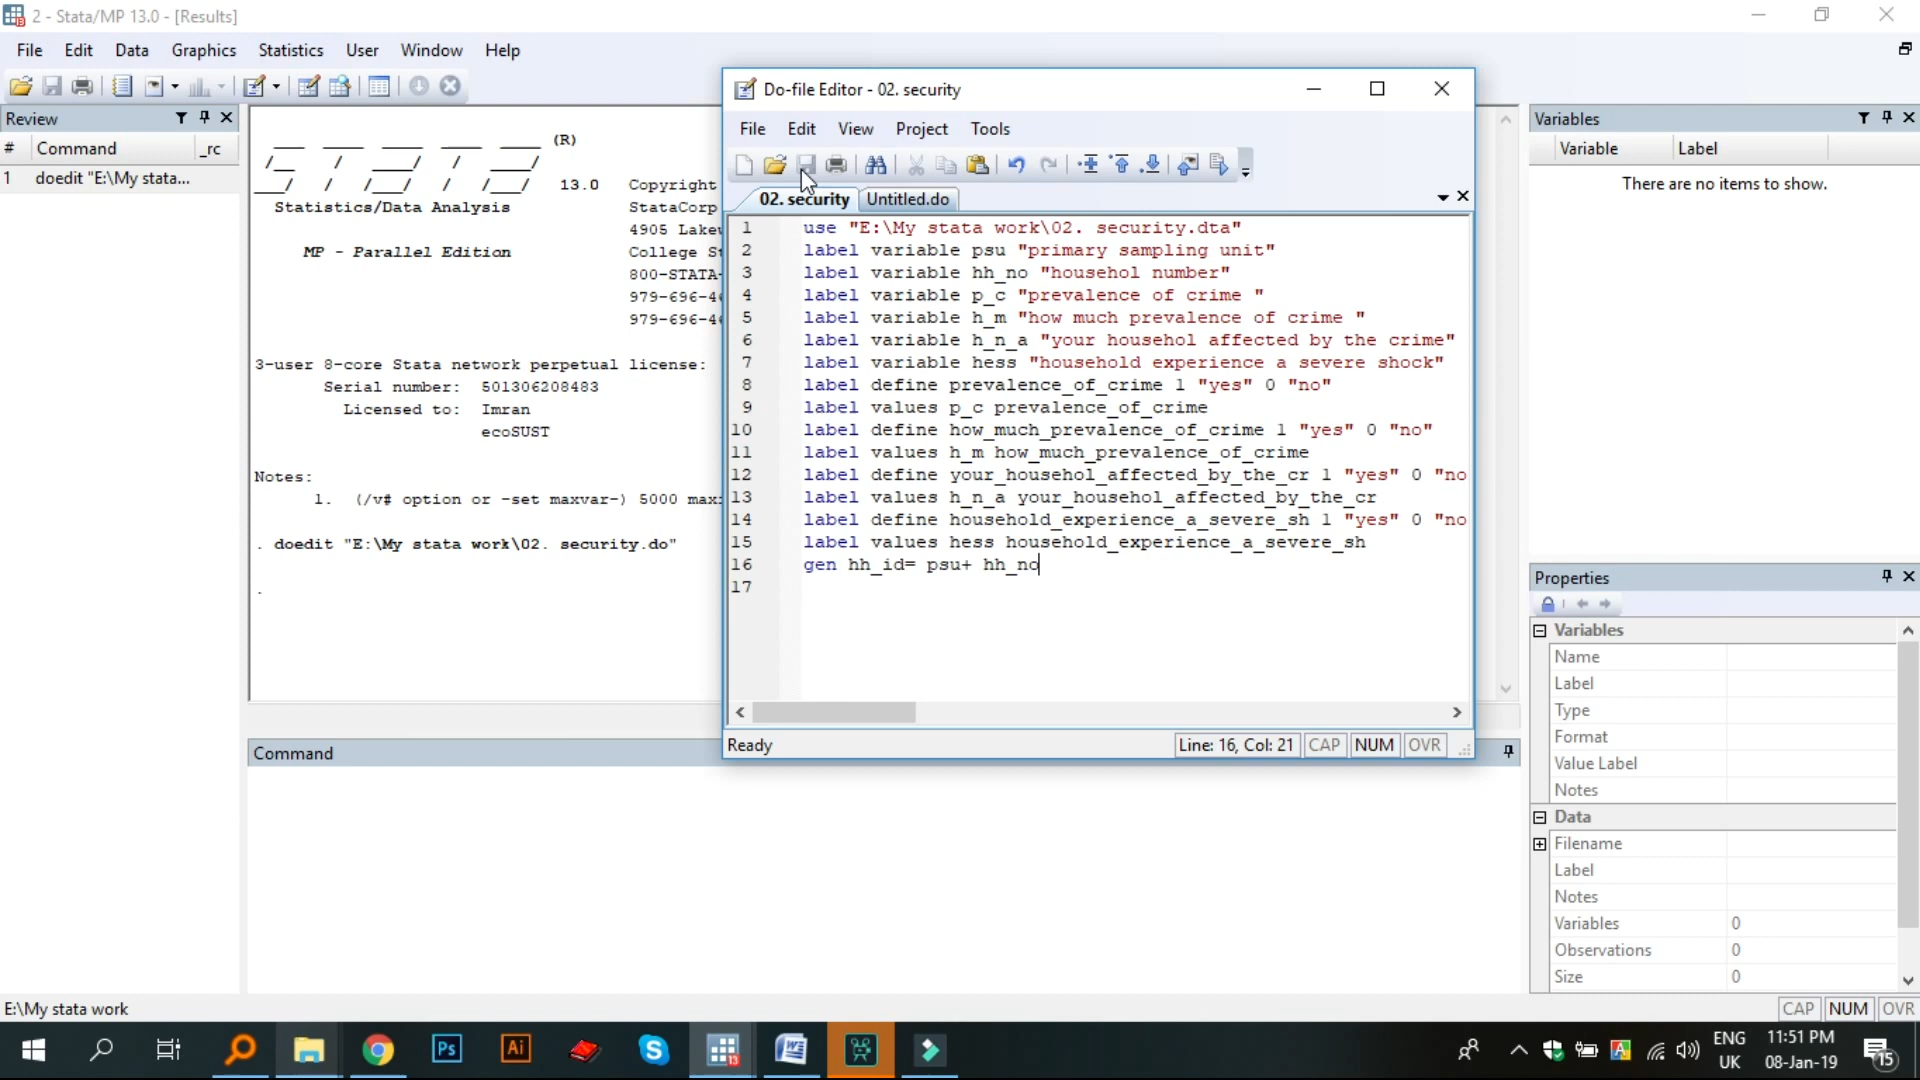 2 - Stata/MP 13.0 - [Results]
File Edit Data Graphics Statistics User Window Help
Review
# Command _rc
1 doedit "E:\My stata...
(R)
13.0 Copyright
Statistics/Data Analysis StataCorp
4905 Lakew
MP - Parallel Edition College St
800-STATA-
979-696-46
979-696-46
3-user 8-core Stata network perpetual license:
Serial number: 501306208483
Licensed to: Imran
ecoSUST
Notes:
1. (/v# option or -set maxvar-) 5000 max
. doedit "E:\My stata work\02. security.do"
.
Do-file Editor - 02. security
File Edit View Project Tools
02. security Untitled.do
1 use "E:\My stata work\02. security.dta"
2 label variable psu "primary sampling unit"
3 label variable hh_no "househol number"
4 label variable p_c "prevalence of crime "
5 label variable h_m "how much prevalence of crime "
6 label variable h_n_a "your househol affected by the crime"
7 label variable hess "household experience a severe shock"
8 label define prevalence_of_crime 1 "yes" 0 "no"
9 label values p_c prevalence_of_crime
10 label define how_much_prevalence_of_crime 1 "yes" 0 "no"
11 label values h_m how_much_prevalence_of_crime
12 label define your_househol_affected_by_the_cr 1 "yes" 0 "no
13 label values h_n_a your_househol_affected_by_the_cr
14 label define household_experience_a_severe_sh 1 "yes" 0 "no
15 label values hess household_experience_a_severe_sh
16 gen hh_id= psu+ hh_no
17
Ready Line: 16, Col: 21 CAP NUM OVR
Command
Variables
Variable Label
There are no items to show.
Properties
Variables
Name
Label
Type
Format
Value Label
Notes
Data
Filename
Label
Notes
Variables 0
Observations 0
Size 0
E:\My stata work CAP NUM OVR
Ps Ai 13
ENG 11:51 PM
UK 08-Jan-19 15